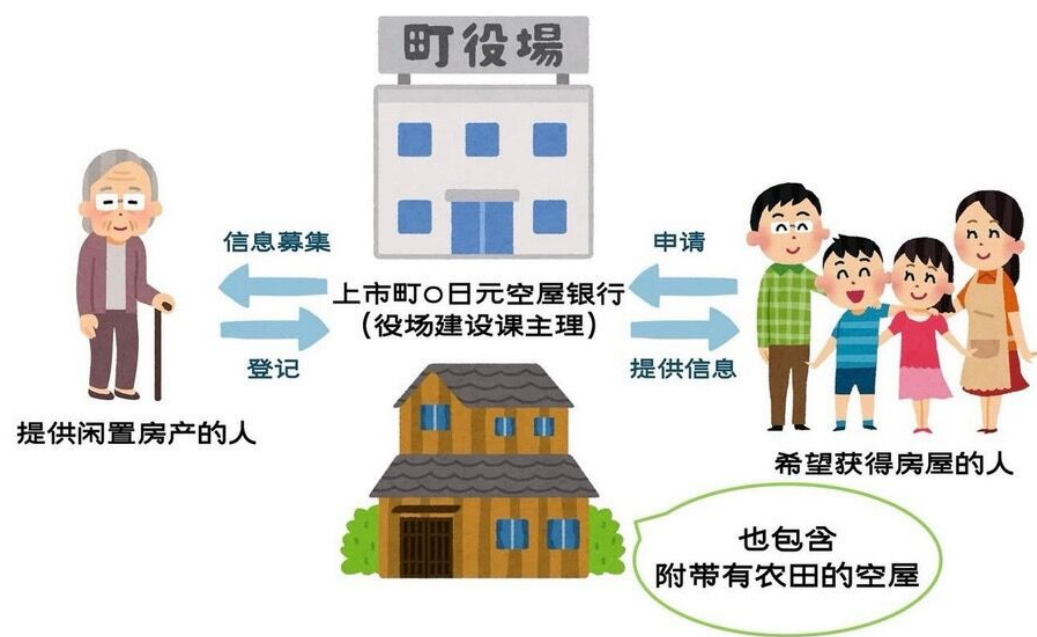 町役場
信息募集
申请
上市町0日元空屋银行
(役场建设课主理)
登记
提供信息
提供闲置房产的人
希望获得房屋的人
也包含
附带有农田的空屋